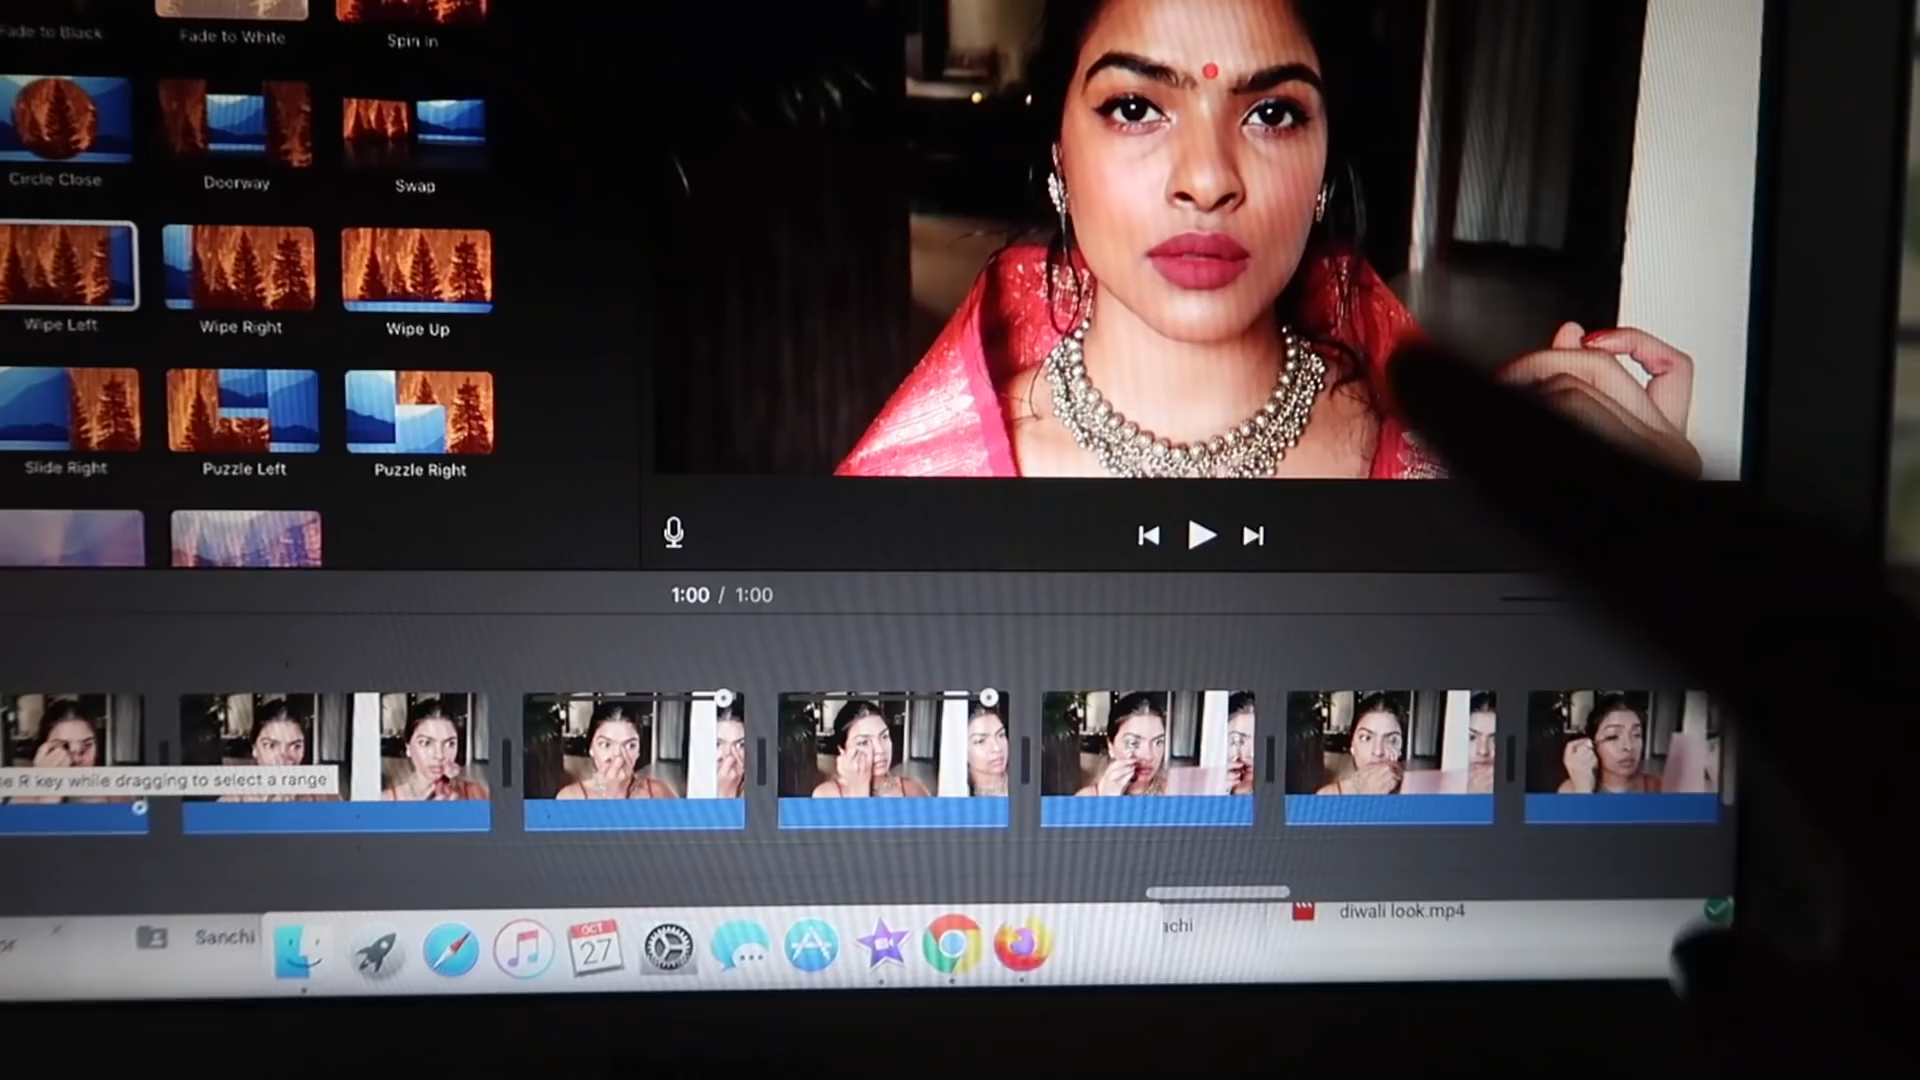 Fade to Black
Fade to White
Spin In
Circle Close
Doorway
Swap
Wipe Left
Wipe Right
Wipe Up
Slide Right
Puzzle Left
Puzzle Right
1:00 / 1:00
R key while dragging to select a range
Sanchi
OCT
27
achi
diwali look.mp4